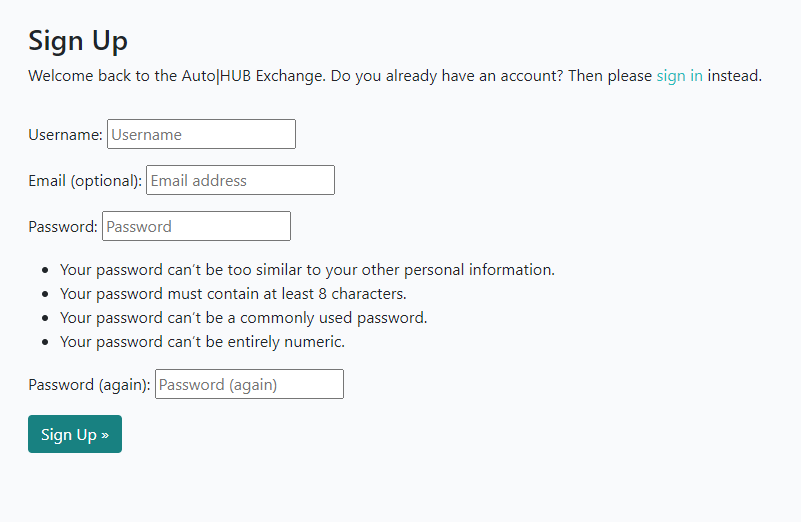 Sign Up
Welcome back to the Auto|HUB Exchange. Do you already have an account? Then please sign in instead.
Username: Username
Email (optional): Email address
Password: Password
• Your password can’t be too similar to your other personal information.
• Your password must contain at least 8 characters.
• Your password can’t be a commonly used password.
• Your password can’t be entirely numeric.
Password (again): Password (again)
Sign Up »